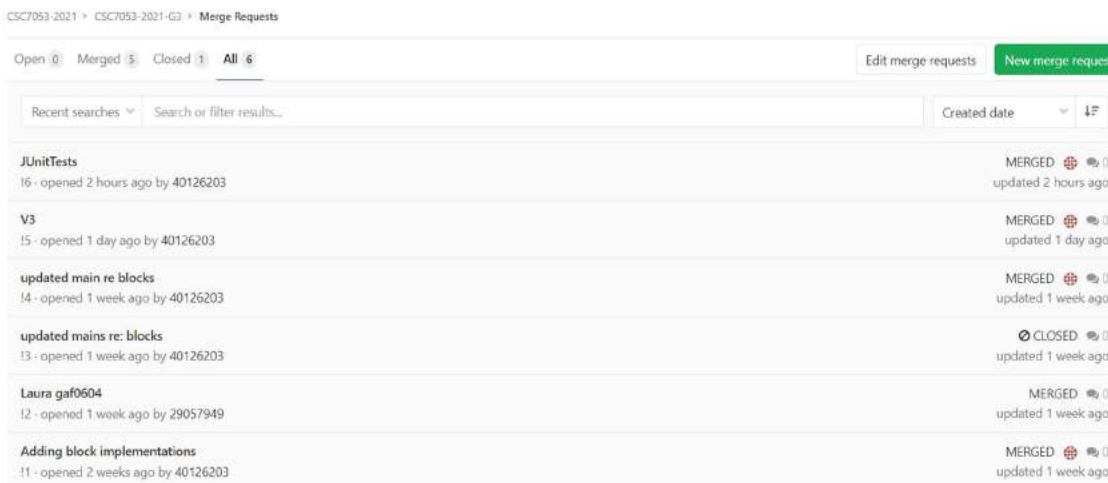 CSC7053-2021 > CSC7053-2021-G3 > Merge Requests
Open 0 Merged 5 Closed 1 All 6 Edit merge requests New merge reques
Recent searches Search or filter results... Created date
JUnitTests MERGED 0
!6 · opened 2 hours ago by 40126203 updated 2 hours ago
V3 MERGED 0
!5 · opened 1 day ago by 40126203 updated 1 day ago
updated main re blocks MERGED 0
!4 · opened 1 week ago by 40126203 updated 1 week ago
updated mains re: blocks CLOSED 0
!3 · opened 1 week ago by 40126203 updated 1 week ago
Laura gaf0604 MERGED 0
!2 · opened 1 week ago by 29057949 updated 1 week ago
Adding block implementations MERGED 0
!1 · opened 2 weeks ago by 40126203 updated 1 week ago